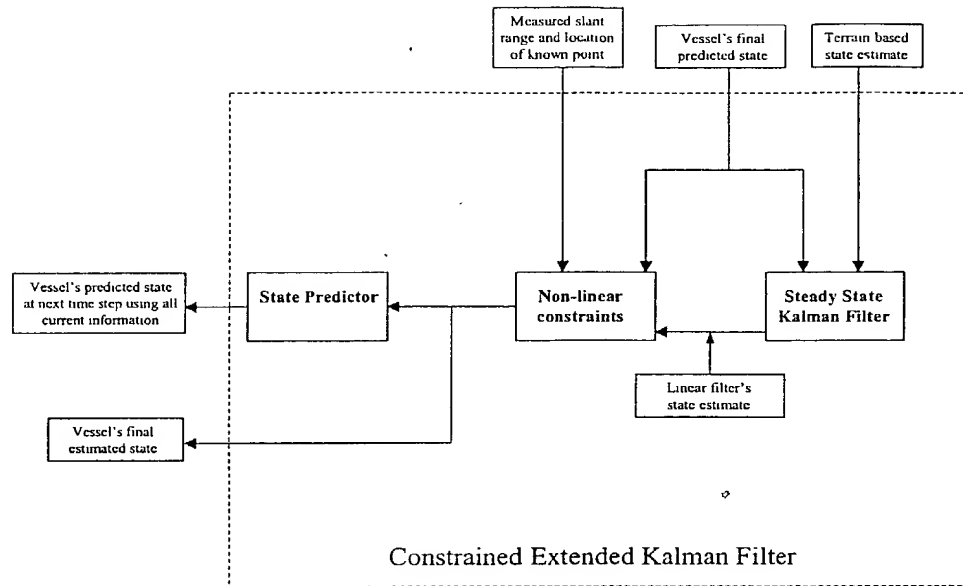 Measured slant
range and location
of known point
Vessel's final
predicted state
Terrain based
state estimate
Vessel's predicted state
at next time step using all
current information
State Predictor
Non-linear
constraints
Steady State
Kalman Filter
Linear filter's
state estimate
Vessel's final
estimated state
Constrained Extended Kalman Filter